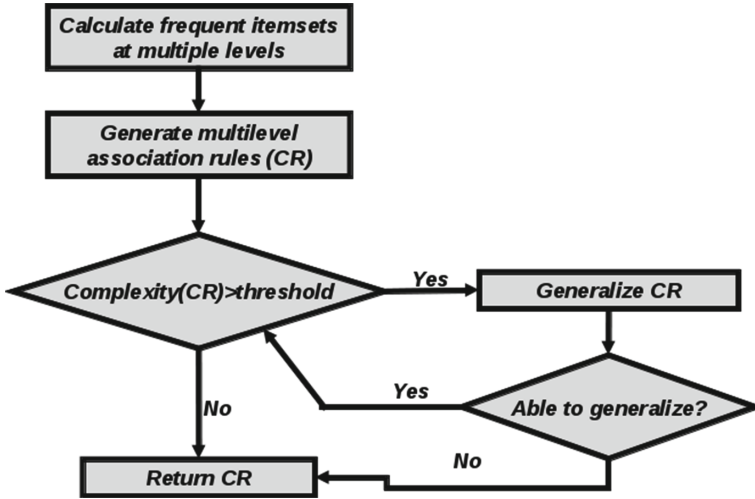 Calculate frequent itemsets
at multiple levels
Generate multilevel
association rules (CR)
Complexity(CR)>threshold
Yes
Generalize CR
Yes
Able to generalize?
No
No
Return CR